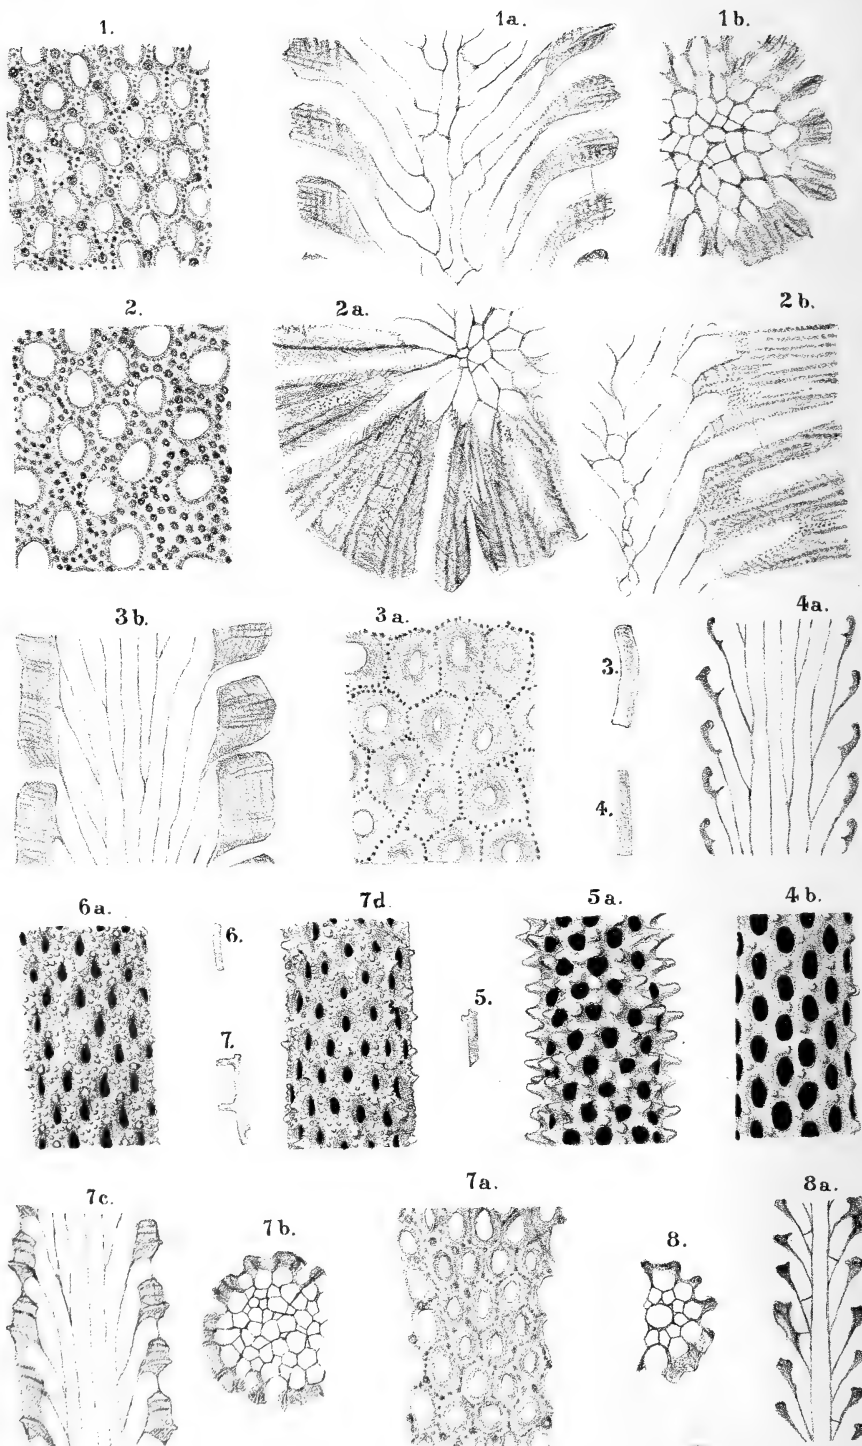 1.
1a.
1b.
2.
2a.
2b.
3b.
3a.
3.
4a.
4.
6a.
6.
7d.
5a.
4b.
5.
7.
7c.
7b.
7a.
8.
8a.